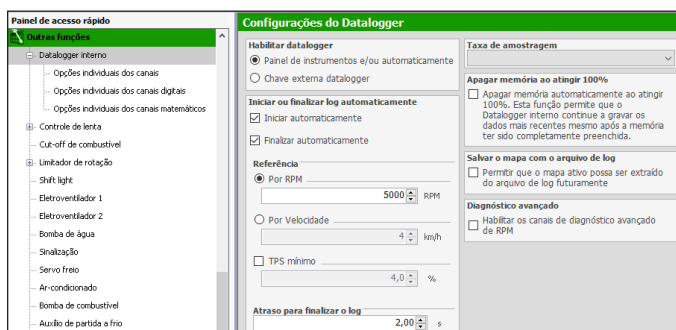 Painel de acesso rápido
Outras funções
Datalogger interno
Opções individuais dos canais
Opções individuais dos canais digitais
Opções individuais dos canais matemáticos
Controle de lenta
Cut-off de combustível
Limitador de rotação
Shift light
Eletroventilador 1
Eletroventilador 2
Bomba de água
Sinalização
Servo freio
Ar-condicionado
Bomba de combustível
Auxílio de partida a frio
Configurações do Datalogger
Habilitar datalogger
Painel de instrumentos e/ou automaticamente
Chave externa datalogger
Iniciar ou finalizar log automaticamente
Iniciar automaticamente
Finalizar automaticamente
Referência
Por RPM
5000 RPM
Por Velocidade
4 km/h
TPS mínimo
4,0 %
Atraso para finalizar o log
2,00 s
Taxa de amostragem
Apagar memória ao atingir 100%
Apagar memória automaticamente ao atingir
100%. Esta função permite que o
Datalogger interno continue a gravar os
dados mais recentes mesmo após a memória
ter sido completamente preenchida.
Salvar o mapa com o arquivo de log
Permitir que o mapa ativo possa ser extraído
do arquivo de log futuramente
Diagnóstico avançado
Habilitar os canais de diagnóstico avançado
de RPM